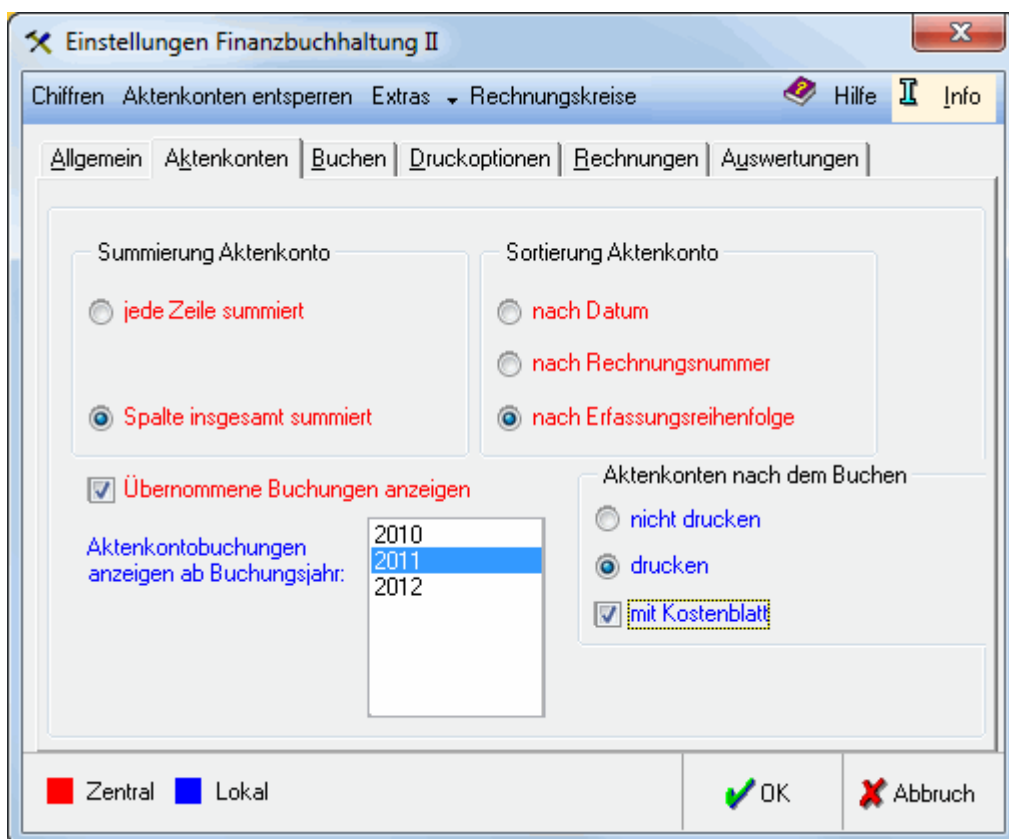 Einstellungen Finanzbuchhaltung II
Chiffren Aktenkonten entsperren Extras Rechnungskreise Hilfe Info
Allgemein Aktenkonten Buchen Druckoptionen Rechnungen Auswertungen
Summierung Aktenkonto
jede Zeile summiert
Spalte insgesamt summiert
Sortierung Aktenkonto
nach Datum
nach Rechnungsnummer
nach Erfassungsreihenfolge
Übernommene Buchungen anzeigen
Aktenkontobuchungen
anzeigen ab Buchungsjahr:
2010
2011
2012
Aktenkonten nach dem Buchen
nicht drucken
drucken
mit Kostenblatt
Zentral Lokal OK Abbruch